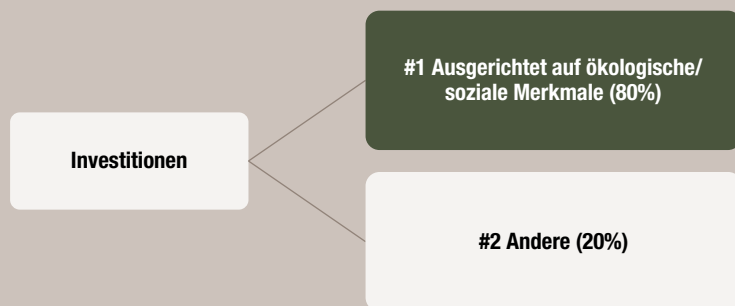 #1 Ausgerichtet auf ökologische/
soziale Merkmale (80%)
Investitionen
#2 Andere (20%)